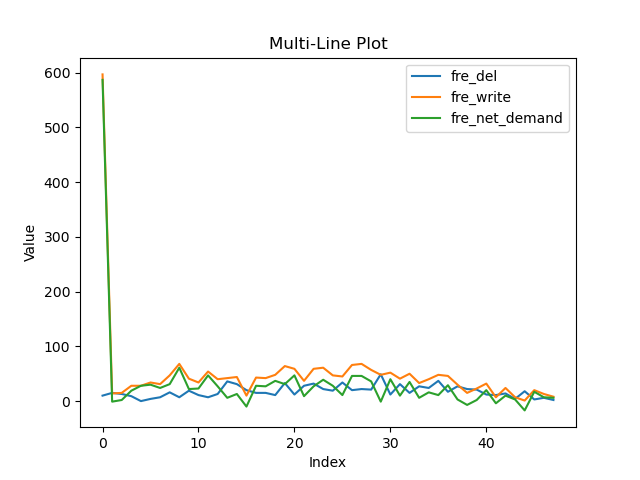 Multi-Line Plot
fre_del
fre_write
fre_net_demand
600
500
400
300
200
100
0
Value
0 10 20 30 40
Index